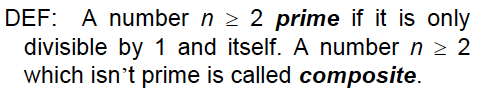 DEF: A number n ≥ 2 prime if it is only
divisible by 1 and itself. A number n ≥ 2
which isn't prime is called composite.